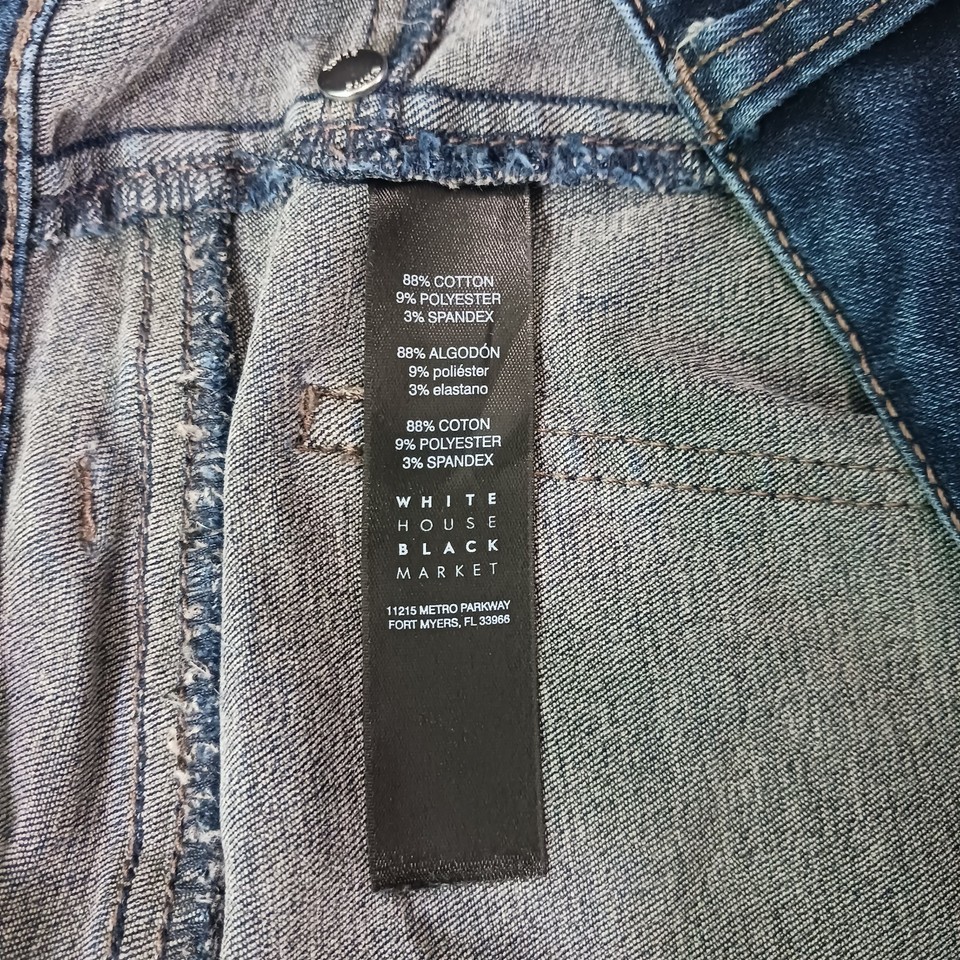 88% COTTON
9% POLYESTER
3% SPANDEX
88% ALGODÓN
9% poliéster
3% elastano
88% COTON
9% POLYESTER
3% SPANDEX
WHITE
HOUSE
BLACK
MARKET
11215 METRO PARKWAY
FORT MYERS, FL 33966